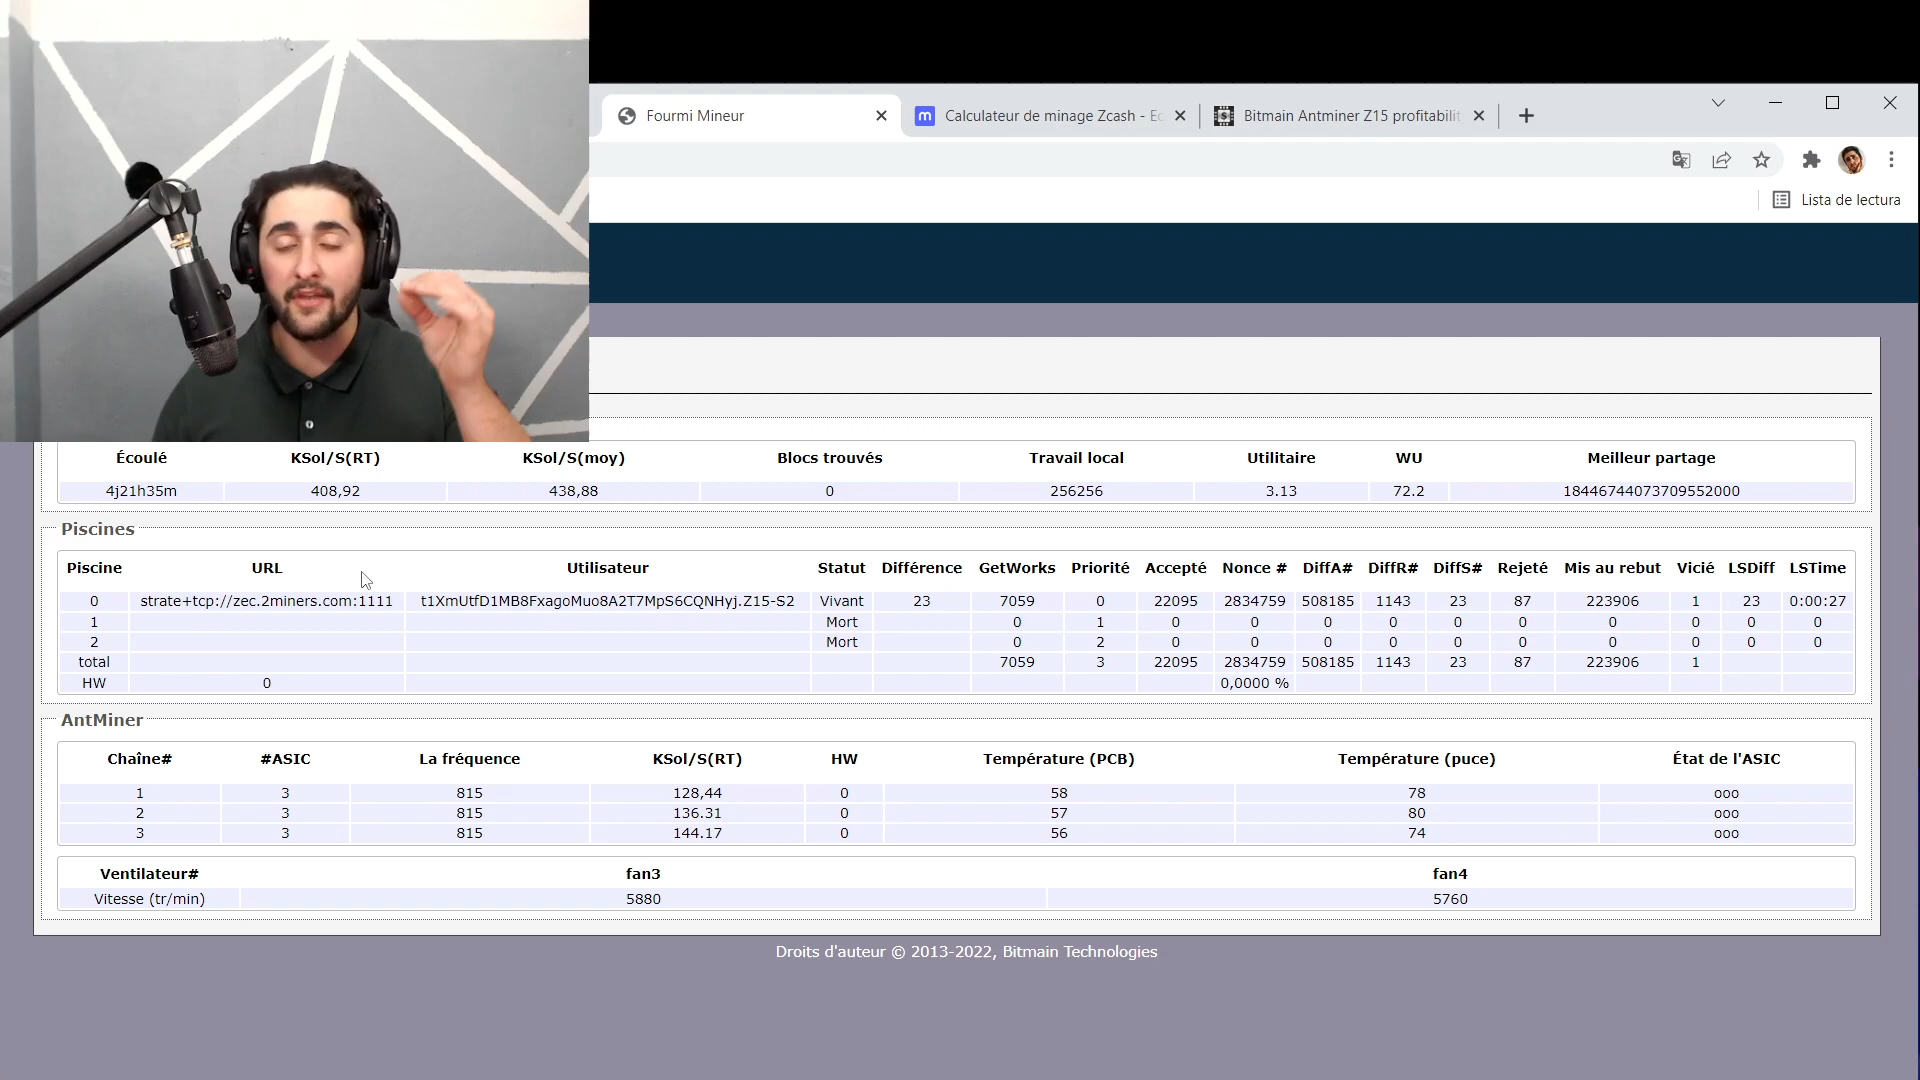 Fourmi Mineur
Calculateur de minage Zcash - Ec
Bitmain Antminer Z15 profitabilit
Lista de lectura
Écoulé KSol/S(RT) KSol/S(moy) Blocs trouvés Travail local Utilitaire WU Meilleur partage
4j21h35m 408,92 438,88 0 256256 3.13 72.2 18446744073709552000
Piscines
Piscine URL Utilisateur Statut Différence GetWorks Priorité Accepté Nonce # DiffA# DiffR# DiffS# Rejeté Mis au rebut Vicié LSDiff LSTime
0 strate+tcp://zec.2miners.com:1111 t1XmUtfD1MB8FxagoMuo8A2T7MpS6CQNHyj.Z15-S2 Vivant 23 7059 0 22095 2834759 508185 1143 23 87 223906 1 23 0:00:27
1 Mort 0 1 0 0 0 0 0 0 0 0 0 0
2 Mort 0 2 0 0 0 0 0 0 0 0 0 0
total 7059 3 22095 2834759 508185 1143 23 87 223906 1
HW 0 0,0000 %
AntMiner
Chaîne# #ASIC La fréquence KSol/S(RT) HW Température (PCB) Température (puce) État de l'ASIC
1 3 815 128,44 0 58 78 ooo
2 3 815 136.31 0 57 80 ooo
3 3 815 144.17 0 56 74 ooo
Ventilateur# fan3 fan4
Vitesse (tr/min) 5880 5760
Droits d'auteur © 2013-2022, Bitmain Technologies